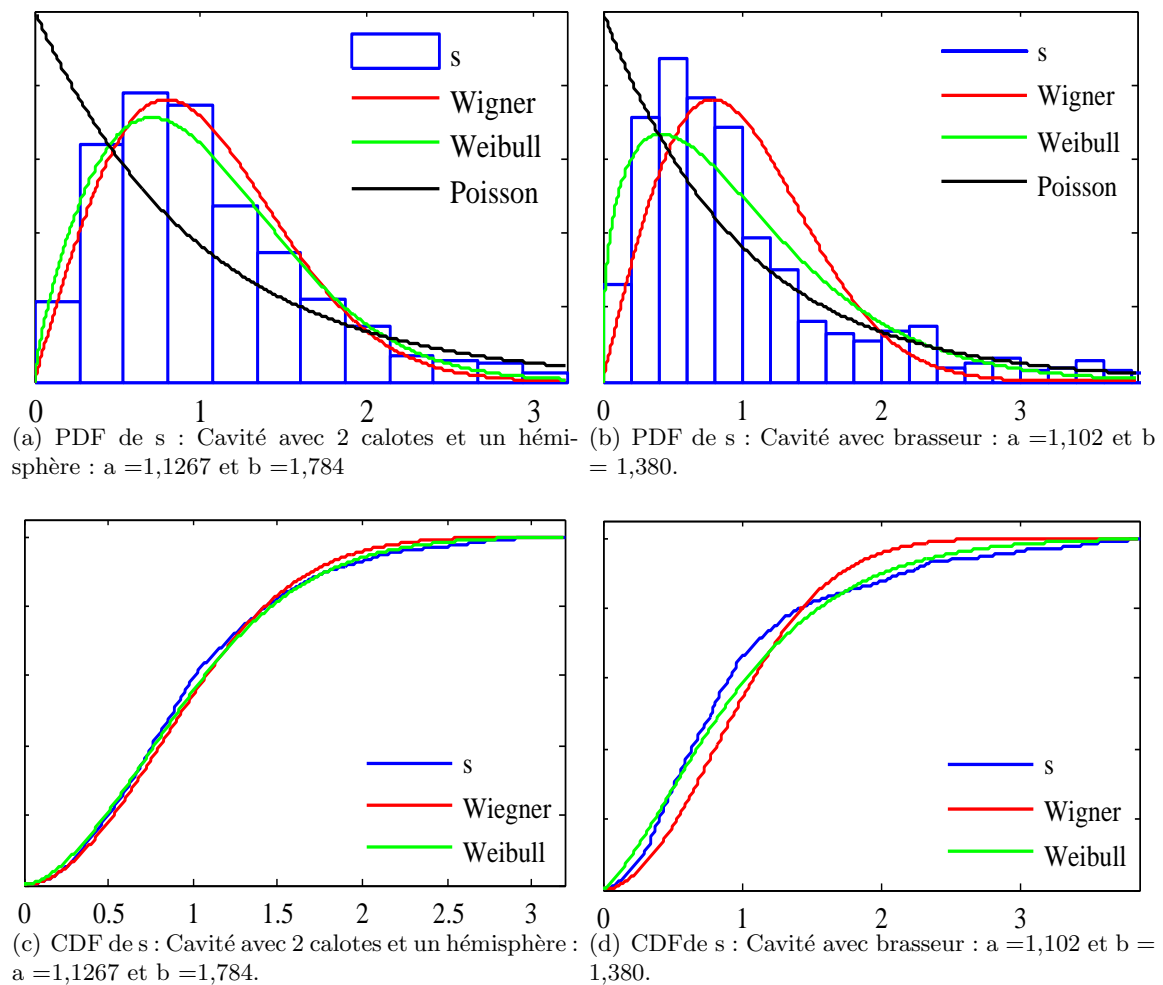 s
Wigner
Weibull
Poisson
0 1 2 3
(a) PDF de s : Cavité avec 2 calotes et un hémi-
sphère : a =1,1267 et b =1,784
s
Wigner
Weibull
Poisson
0 1 2 3
(b) PDF de s : Cavité avec brasseur : a =1,102 et b
= 1,380.
s
Wiegner
Weibull
0 0.5 1 1.5 2 2.5 3
(c) CDF de s : Cavité avec 2 calotes et un hémisphère :
a =1,1267 et b =1,784.
s
Wigner
Weibull
0 1 2 3
(d) CDFde s : Cavité avec brasseur : a =1,102 et b =
1,380.